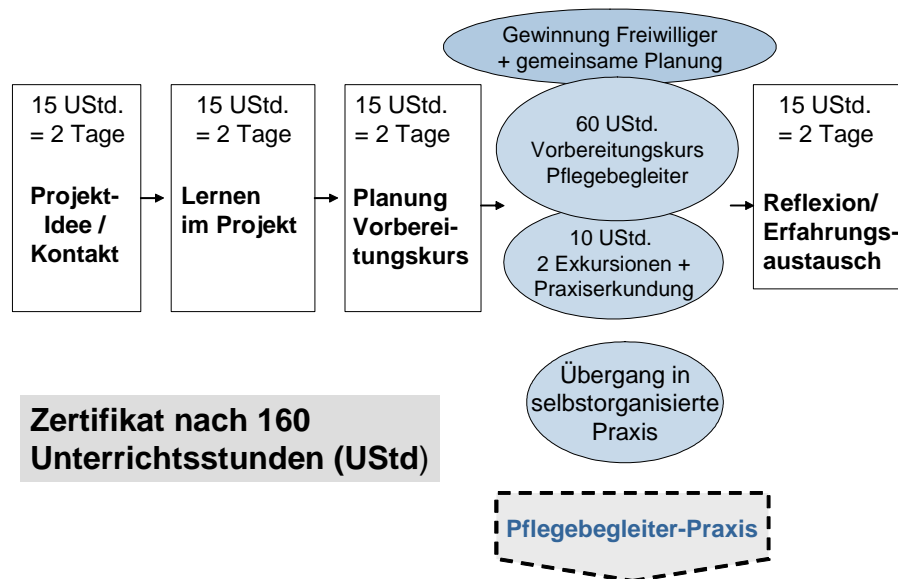 Gewinnung Freiwilliger
+ gemeinsame Planung
15 UStd.
= 2 Tage
Projekt-
Idee /
Kontakt
15 UStd.
= 2 Tage
Lernen
im Projekt
15 UStd.
= 2 Tage
Planung
Vorberei-
tungskurs
60 UStd.
Vorbereitungskurs
Pflegebegleiter
10 UStd.
2 Exkursionen +
Praxiserkundung
15 UStd.
= 2 Tage
Reflexion/
Erfahrungs-
austausch
Übergang in
selbstorganisierte
Praxis
Zertifikat nach 160
Unterrichtsstunden (UStd)
Pflegebegleiter-Praxis